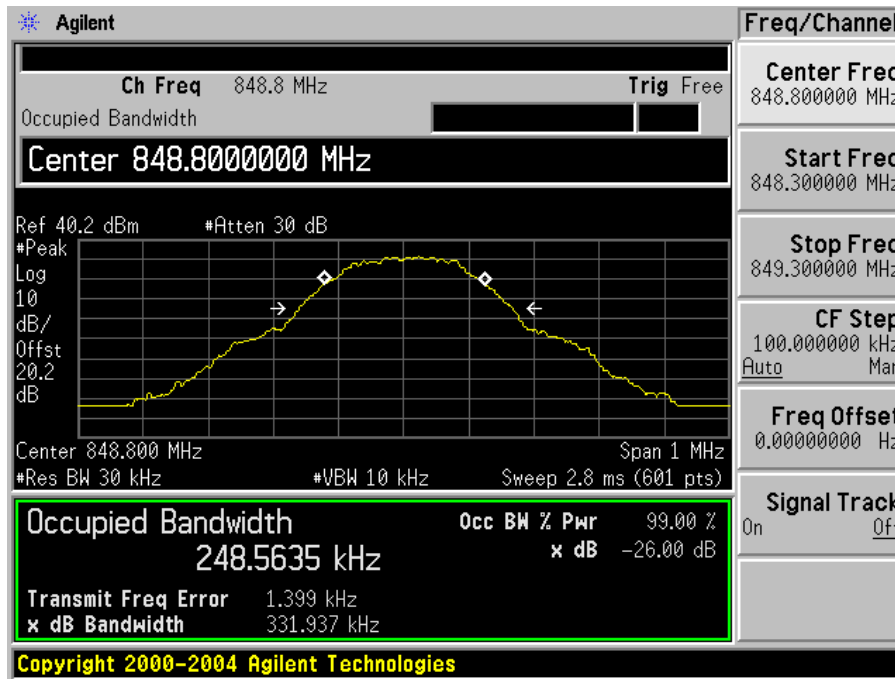 Agilent
Ch Freq 848.8 MHz Trig Free
Occupied Bandwidth
Center 848.8000000 MHz
Ref 40.2 dBm #Atten 30 dB
#Peak
Log
10
dB/
Offst
20.2
dB
Center 848.800 MHz Span 1 MHz
#Res BW 30 kHz #VBW 10 kHz Sweep 2.8 ms (601 pts)
Occupied Bandwidth
248.5635 kHz
Occ BW % Pwr 99.00 %
x dB -26.00 dB
Transmit Freq Error 1.399 kHz
x dB Bandwidth 331.937 kHz
Copyright 2000-2004 Agilent Technologies
Freq/Channel
Center Freq
848.800000 MHz
Start Freq
848.300000 MHz
Stop Freq
849.300000 MHz
CF Step
100.000000 kHz
Auto Man
Freq Offset
0.00000000 Hz
Signal Track
On Off